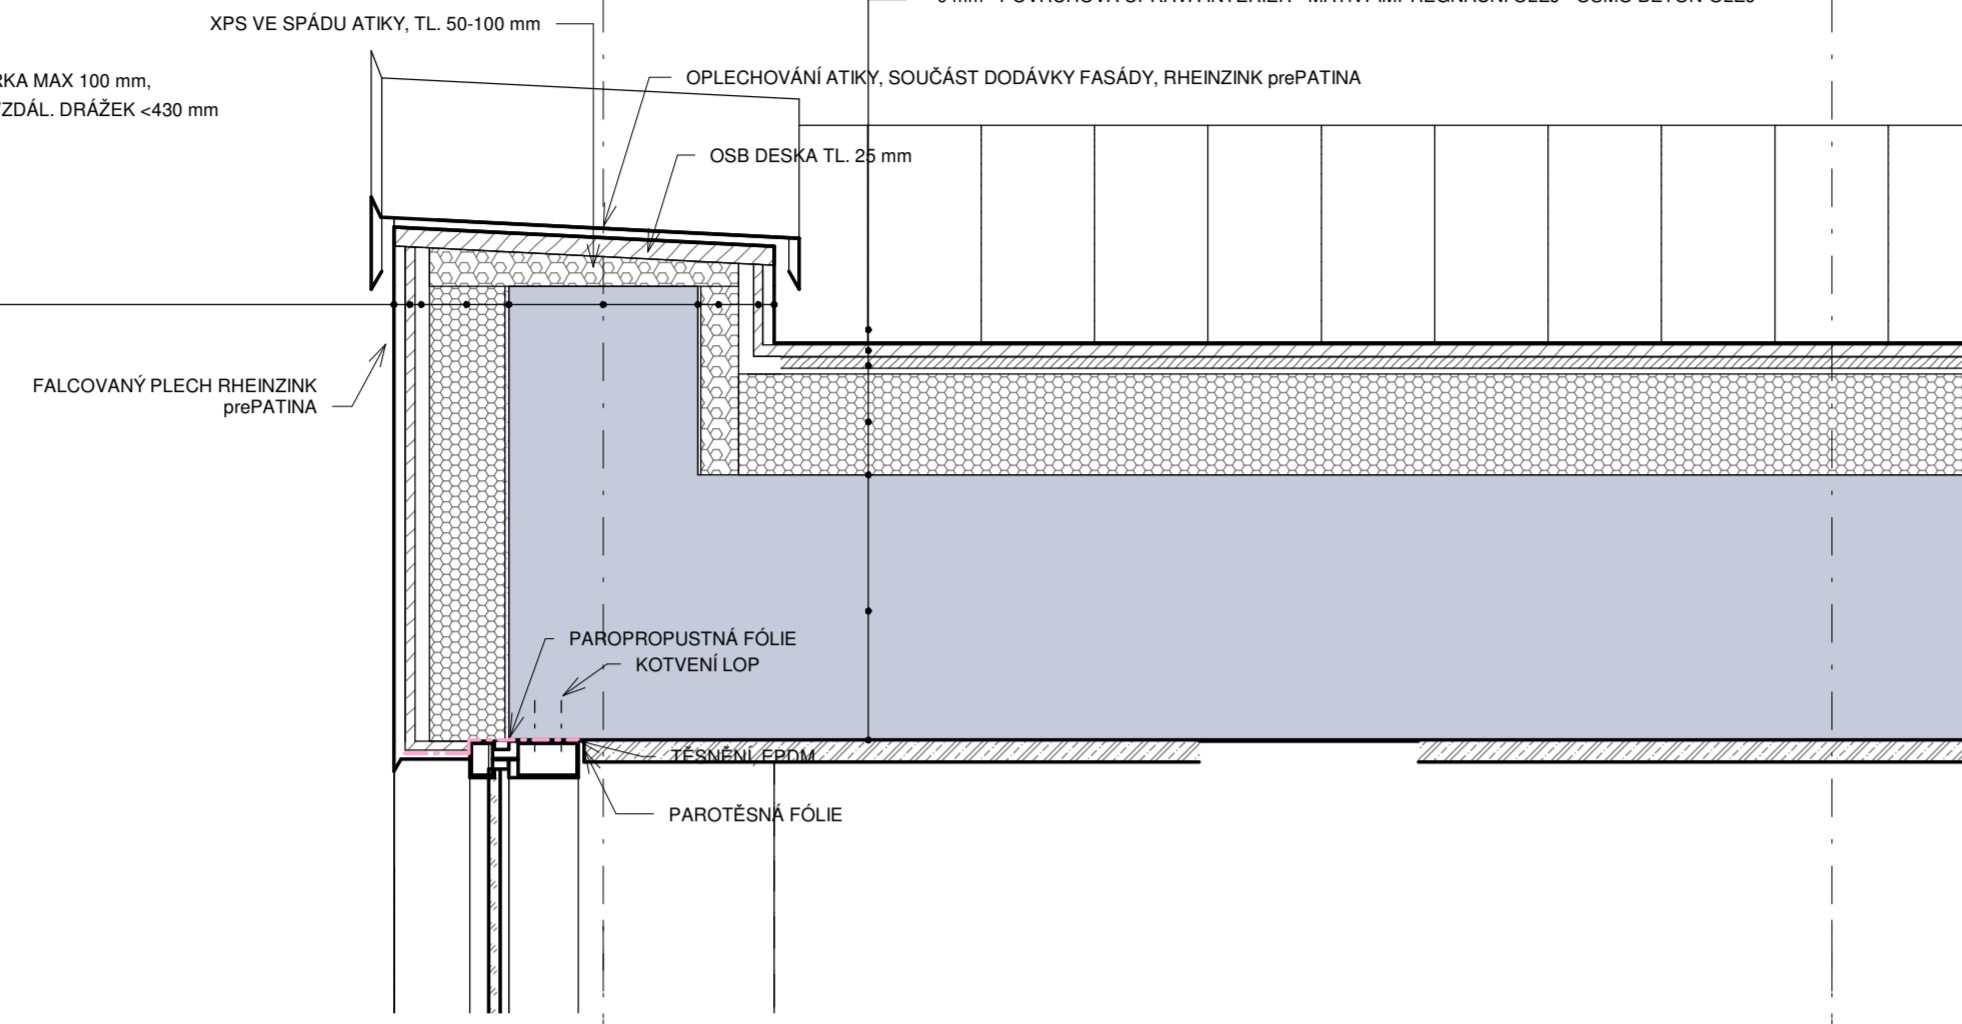 XPS VE SPÁDU ATIKY, TL. 50-100 mm
RKA MAX 100 mm,
VZDÁL. DRÁŽEK <430 mm
OPLECHOVÁNÍ ATIKY, SOUČÁST DODÁVKY FASÁDY, RHEINZINK prePATINA
OSB DESKA TL. 25 mm
FALCOVANÝ PLECH RHEINZINK
prePATINA
PAROPROPUSTNÁ FÓLIE
KOTVENÍ LOP
TĚSNĚNÍ, EPDM
PAROTĚSNÁ FÓLIE